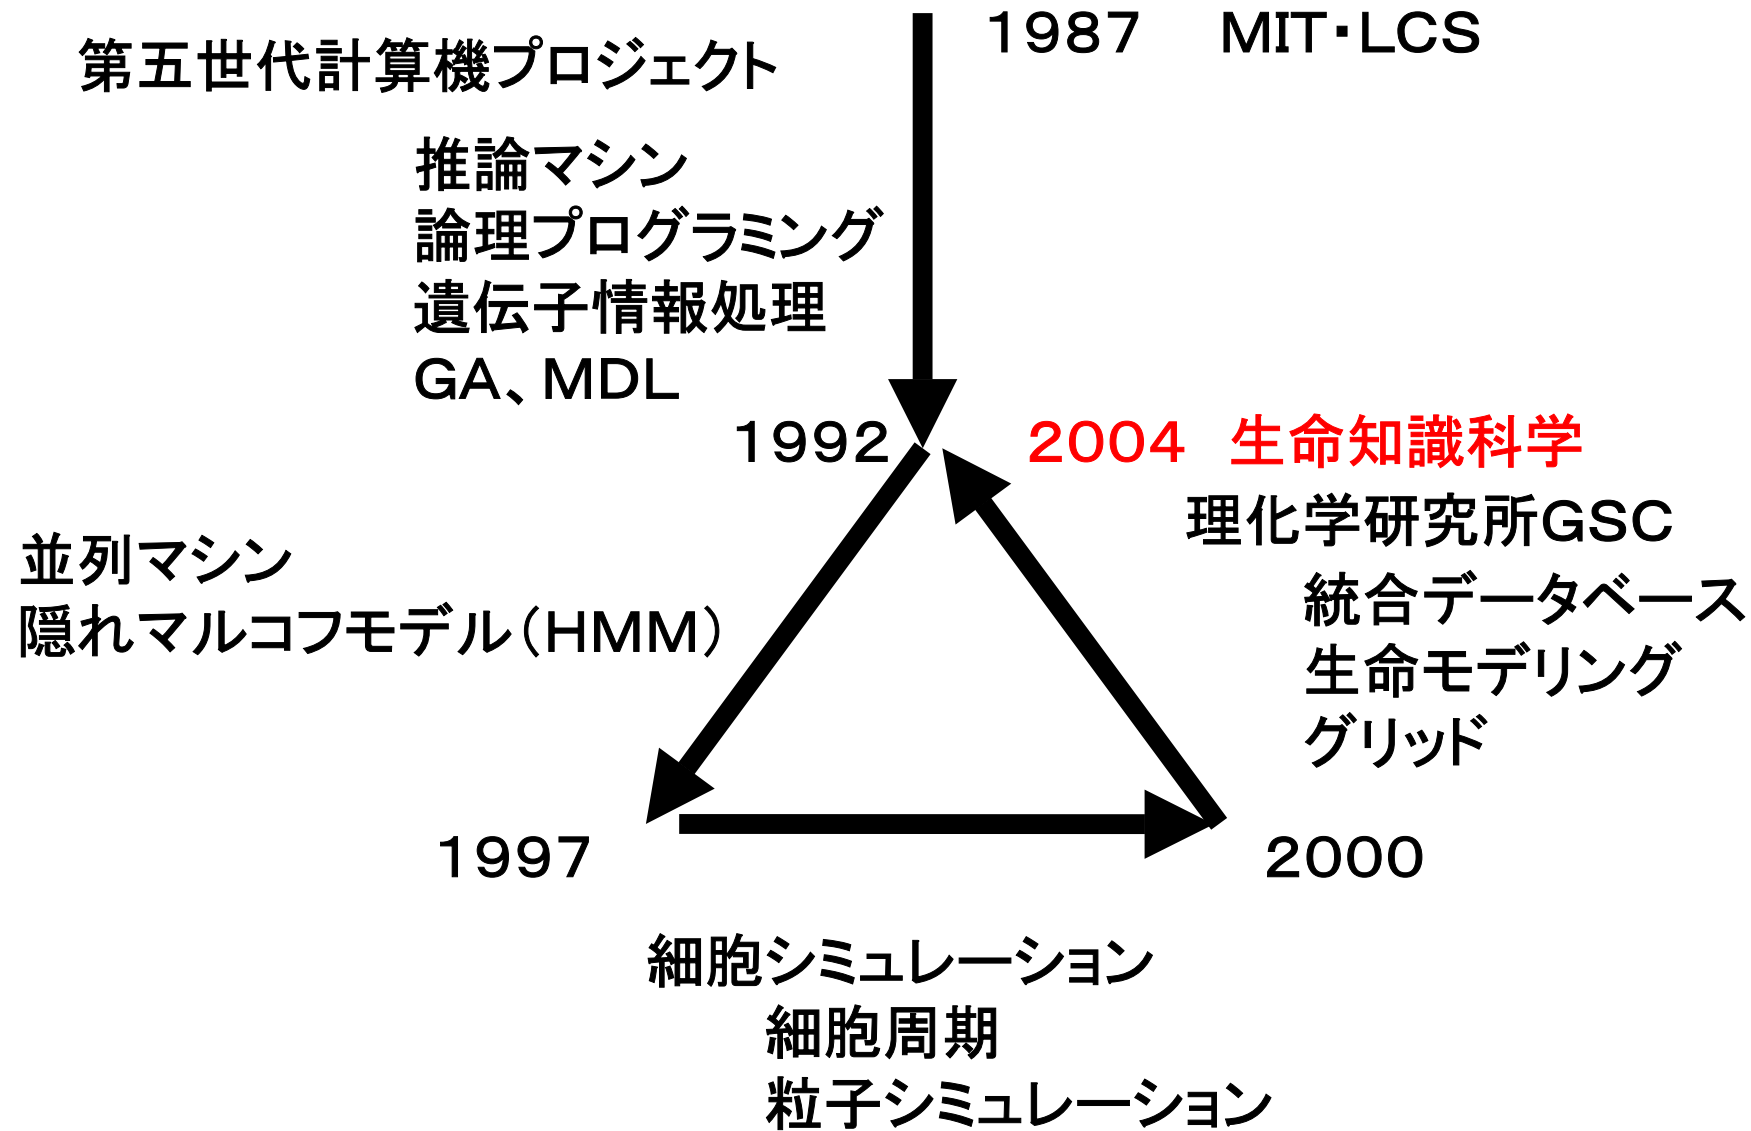 1987　MIT・LCS
第五世代計算機プロジェクト
推論マシン
論理プログラミング
遺伝子情報処理
GA、MDL
1992
2004　生命知識科学
理化学研究所GSC
統合データベース
生命モデリング
グリッド
並列マシン
隠れマルコフモデル（HMM）
1997
2000
細胞シミュレーション
細胞周期
粒子シミュレーション